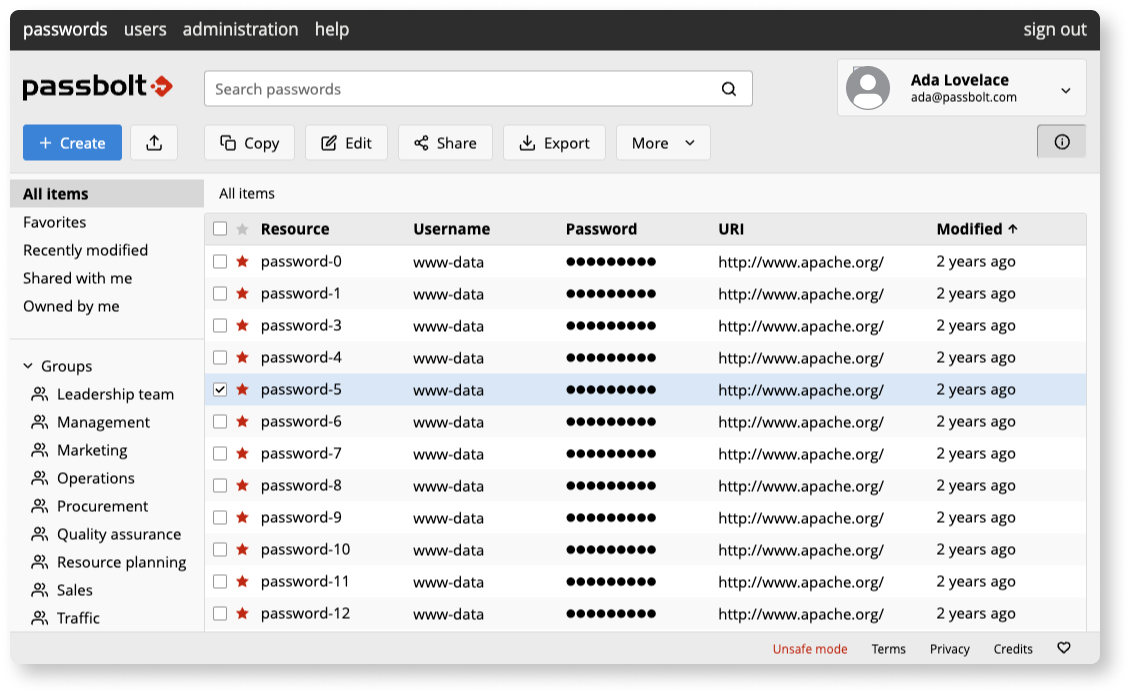 passwords users administration help sign out
passbolt
Search passwords
Ada Lovelace
ada@passbolt.com
+ Create
Copy Edit Share Export More
All items
Favorites
Recently modified
Shared with me
Owned by me
Groups
Leadership team
Management
Marketing
Operations
Procurement
Quality assurance
Resource planning
Sales
Traffic
All items
Resource Username Password URI Modified
password-0 www-data ●●●●●●●●● http://www.apache.org/ 2 years ago
password-1 www-data ●●●●●●●●● http://www.apache.org/ 2 years ago
password-3 www-data ●●●●●●●●● http://www.apache.org/ 2 years ago
password-4 www-data ●●●●●●●●● http://www.apache.org/ 2 years ago
password-5 www-data ●●●●●●●●● http://www.apache.org/ 2 years ago
password-6 www-data ●●●●●●●●● http://www.apache.org/ 2 years ago
password-7 www-data ●●●●●●●●● http://www.apache.org/ 2 years ago
password-8 www-data ●●●●●●●●● http://www.apache.org/ 2 years ago
password-9 www-data ●●●●●●●●● http://www.apache.org/ 2 years ago
password-10 www-data ●●●●●●●●● http://www.apache.org/ 2 years ago
password-11 www-data ●●●●●●●●● http://www.apache.org/ 2 years ago
password-12 www-data ●●●●●●●●● http://www.apache.org/ 2 years ago
Unsafe mode Terms Privacy Credits